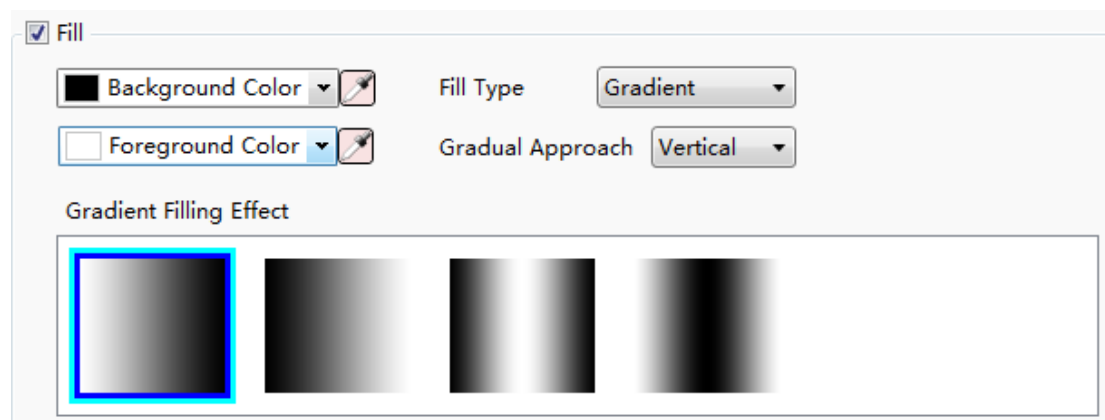 Fill
Background Color
Fill Type
Gradient
Foreground Color
Gradual Approach
Vertical
Gradient Filling Effect